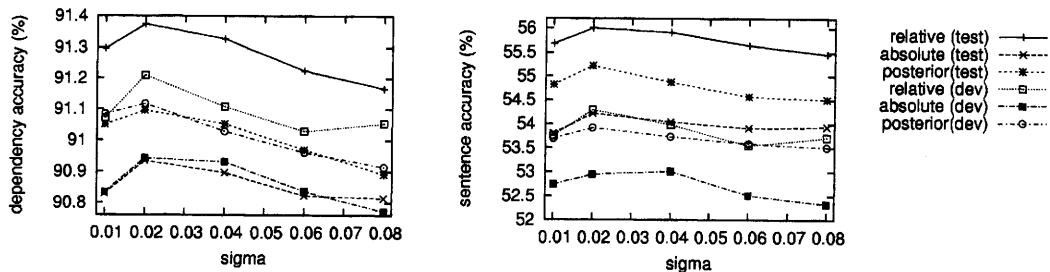 dependency accuracy (%)
91.4
91.3
91.2
91.1
91
90.9
90.8
0.01 0.02 0.03 0.04 0.05 0.06 0.07 0.08
sigma
sentence accuracy (%)
56
55.5
55
54.5
54
53.5
53
52.5
52
0.01 0.02 0.03 0.04 0.05 0.06 0.07 0.08
sigma
relative (test)
absolute (test)
posterior(test)
relative (dev)
absolute (dev)
posterior(dev)